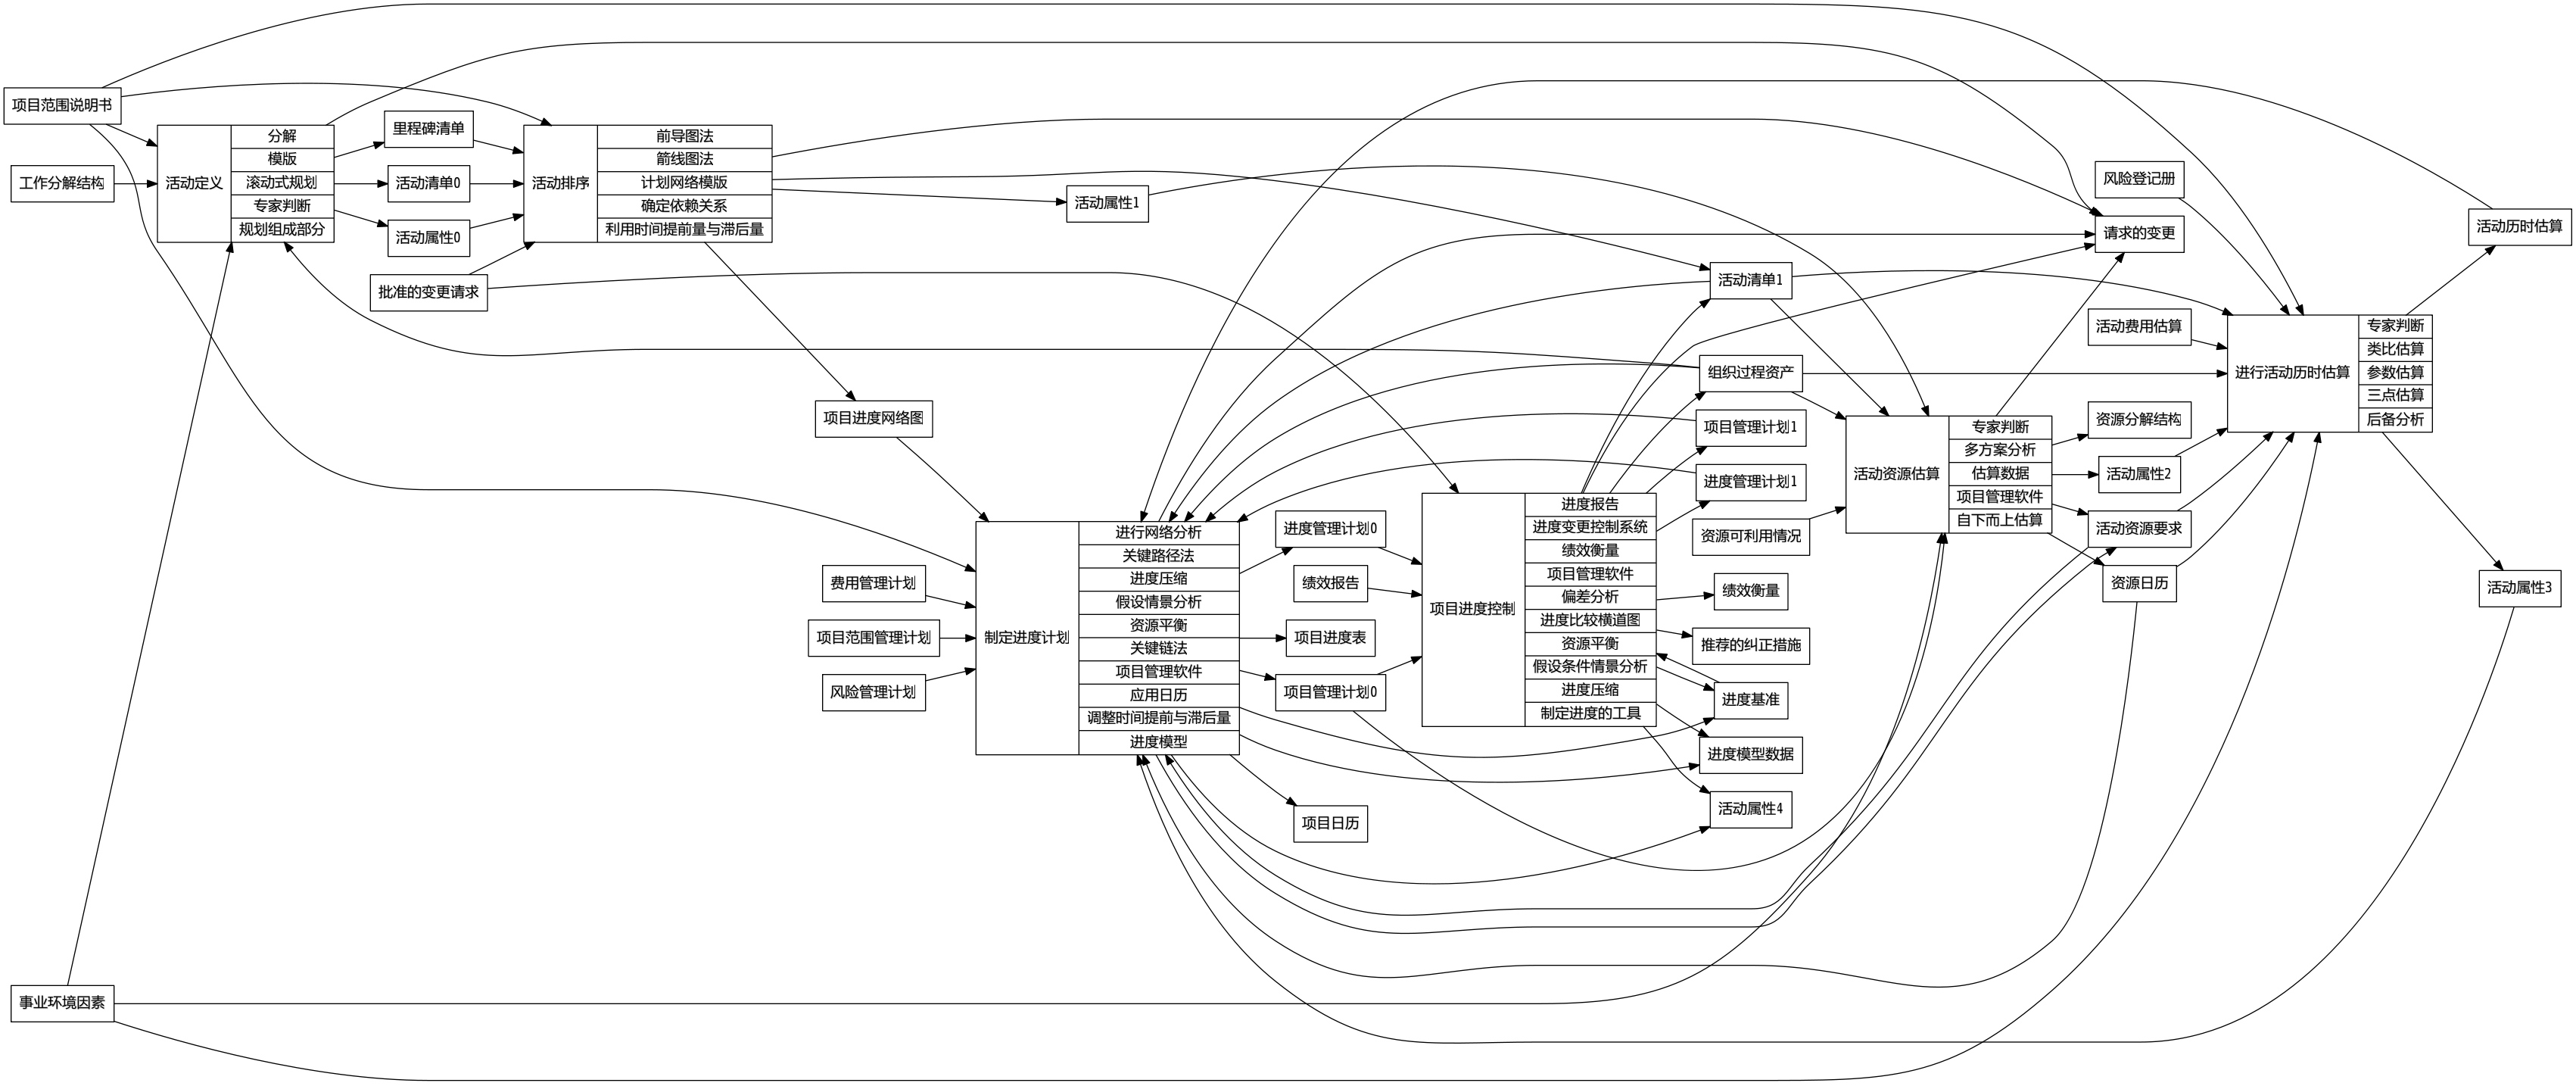 项目范围说明书
工作分解结构
事业环境因素
活动定义
分解
模版
滚动式规划
专家判断
规划组成部分
里程碑清单
活动清单0
活动属性0
批准的变更请求
活动排序
前导图法
箭线图法
计划网络模版
确定依赖关系
利用时间提前量与滞后量
项目进度网络图
费用管理计划
项目范围管理计划
风险管理计划
活动属性1
制定进度计划
进行网络分析
关键路径法
进度压缩
假设情景分析
资源平衡
关键链法
项目管理软件
应用日历
调整时间提前与滞后量
进度模型
进度管理计划0
绩效报告
项目进度表
项目管理计划0
项目日历
项目进度控制
进度报告
进度变更控制系统
绩效衡量
项目管理软件
偏差分析
进度比较横道图
资源平衡
假设条件情景分析
进度压缩
制定进度的工具
活动清单1
组织过程资产
项目管理计划1
进度管理计划1
资源可利用情况
绩效衡量
推荐的纠正措施
进度基准
进度模型数据
活动属性4
活动资源估算
专家判断
多方案分析
估算数据
项目管理软件
自下而上估算
风险登记册
请求的变更
活动费用估算
资源分解结构
活动属性2
活动资源要求
资源日历
进行活动历时估算
专家判断
类比估算
参数估算
三点估算
后备分析
活动历时估算
活动属性3